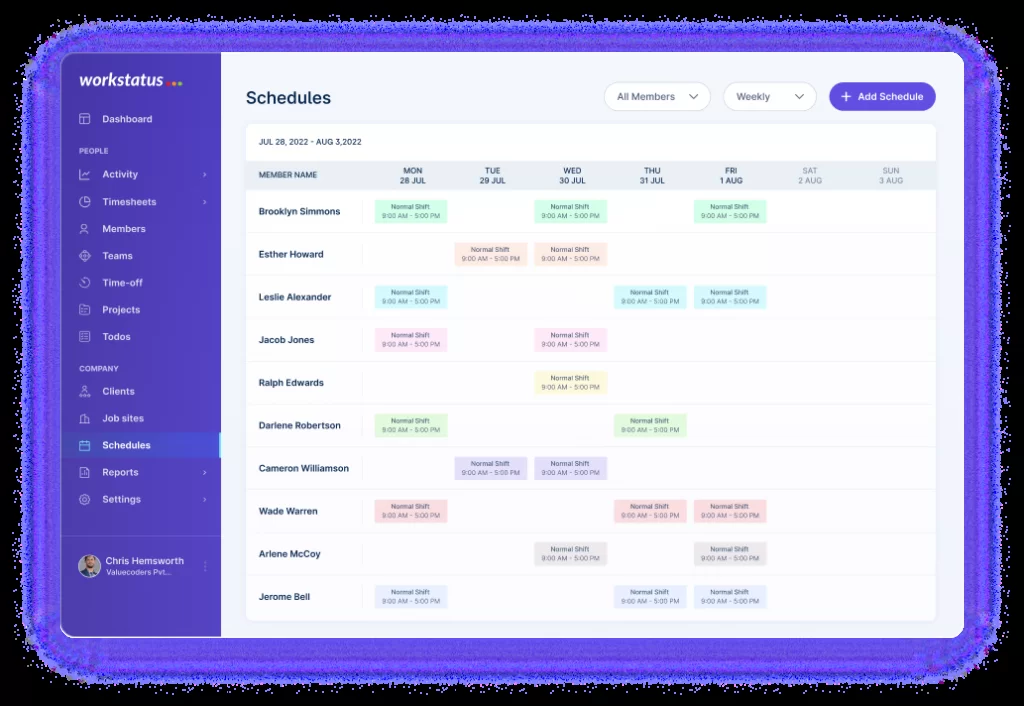 workstatus
Dashboard
PEOPLE
Activity
Timesheets
Members
Teams
Time-off
Projects
Todos
COMPANY
Clients
Job sites
Schedules
Reports
Settings
Chris Hemsworth
Valuecoders Pvt...
Schedules
All Members
Weekly
+ Add Schedule
JUL 28, 2022 - AUG 3,2022
MEMBER NAME MON TUE WED THU FRI SAT SUN
28 JUL 29 JUL 30 JUL 31 JUL 1 AUG 2 AUG 3 AUG
Brooklyn Simmons
Normal Shift Normal Shift Normal Shift
9:00 AM - 5:00 PM 9:00 AM - 5:00 PM 9:00 AM - 5:00 PM
Esther Howard
Normal Shift Normal Shift
9:00 AM - 5:00 PM 9:00 AM - 5:00 PM
Leslie Alexander
Normal Shift Normal Shift Normal Shift
9:00 AM - 5:00 PM 9:00 AM - 5:00 PM 9:00 AM - 5:00 PM
Jacob Jones
Normal Shift Normal Shift
9:00 AM - 5:00 PM 9:00 AM - 5:00 PM
Ralph Edwards
Normal Shift
9:00 AM - 5:00 PM
Darlene Robertson
Normal Shift Normal Shift
9:00 AM - 5:00 PM 9:00 AM - 5:00 PM
Cameron Williamson
Normal Shift Normal Shift
9:00 AM - 5:00 PM 9:00 AM - 5:00 PM
Wade Warren
Normal Shift Normal Shift Normal Shift
9:00 AM - 5:00 PM 9:00 AM - 5:00 PM 9:00 AM - 5:00 PM
Arlene McCoy
Normal Shift Normal Shift
9:00 AM - 5:00 PM 9:00 AM - 5:00 PM
Jerome Bell
Normal Shift Normal Shift Normal Shift
9:00 AM - 5:00 PM 9:00 AM - 5:00 PM 9:00 AM - 5:00 PM